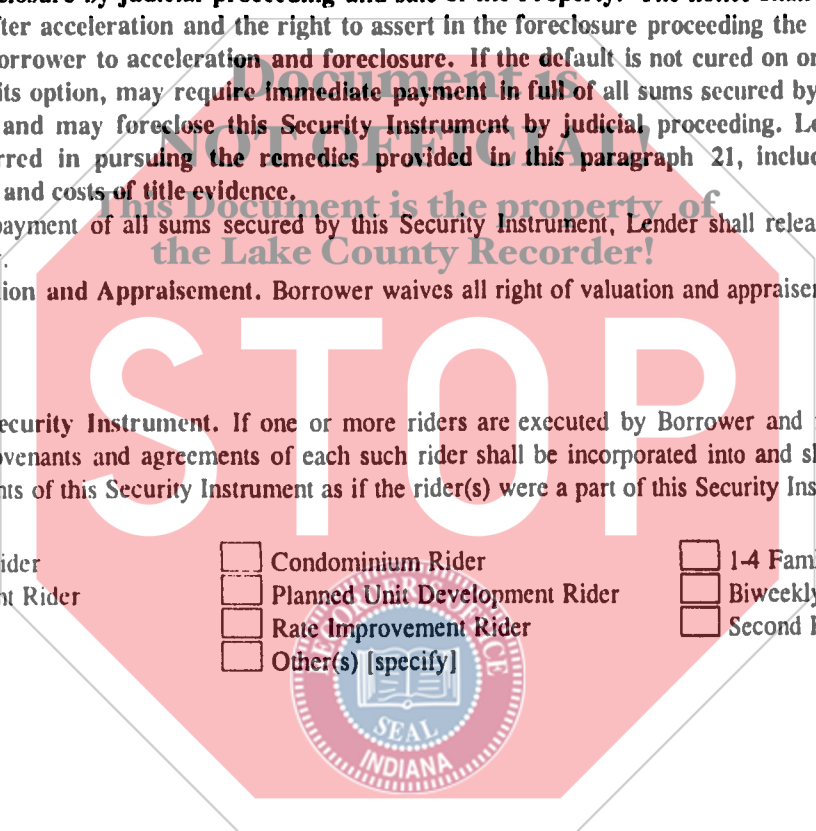 closure by judicial proceeding and sale of the Property. The notice shall
fter acceleration and the right to assert in the foreclosure proceeding the
orrower to acceleration and foreclosure. If the default is not cured on or
its option, may require immediate payment in full of all sums secured by
and may foreclose this Security Instrument by judicial proceeding. Le
rred in pursuing the remedies provided in this paragraph 21, includ
and costs of title evidence.
payment of all sums secured by this Security Instrument, Lender shall relea
.
ion and Appraisement. Borrower waives all right of valuation and appraisem
ecurity Instrument. If one or more riders are executed by Borrower and
ovenants and agreements of each such rider shall be incorporated into and sh
nts of this Security Instrument as if the rider(s) were a part of this Security Ins
ider
Condominium Rider
1-4 Fami
nt Rider
Planned Unit Development Rider
Biweekly
Rate Improvement Rider
Second H
Other(s) [specify]
Document is
NOT OFFICIAL!
This Document is the property of
the Lake County Recorder!
STOP
RECORDER'S OFFICE
SEAL
INDIANA